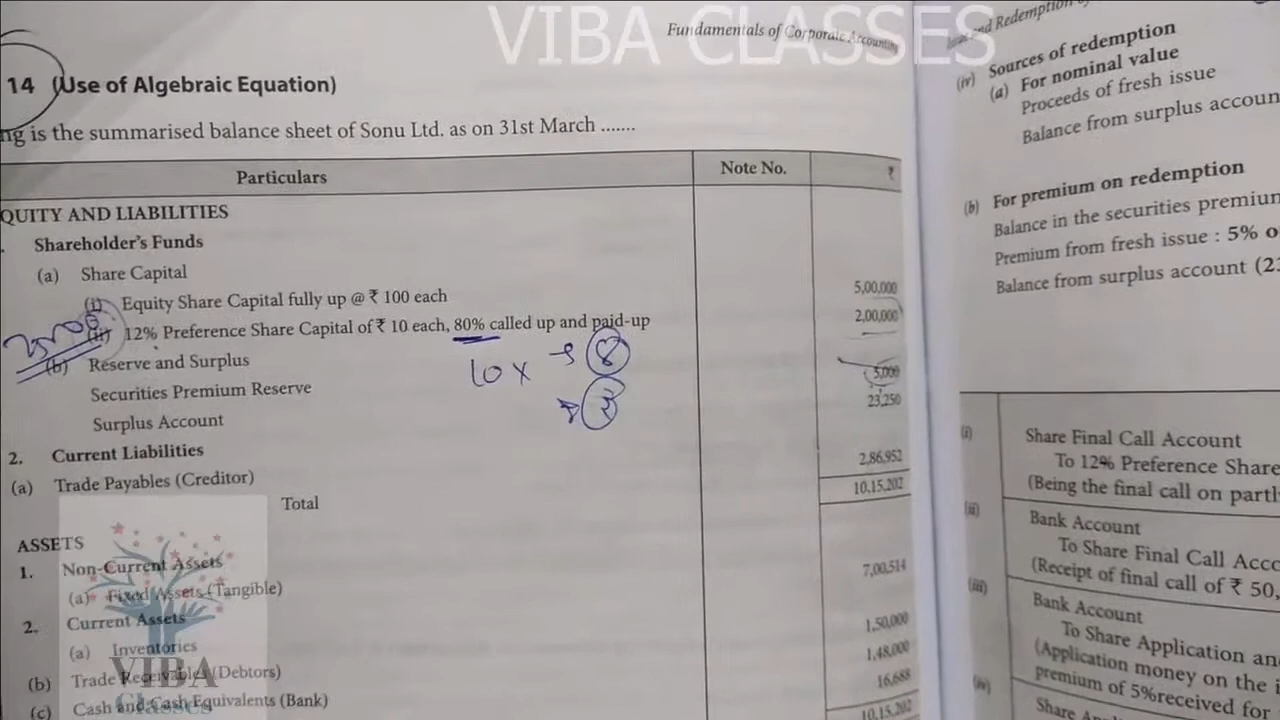 VIBA CLASSES
Fundamentals of Corporate Accounting
14 (Use of Algebraic Equation)
ng is the summarised balance sheet of Sonu Ltd. as on 31st March .......
Particulars Note No. ₹
QUITY AND LIABILITIES
Shareholder's Funds
(a) Share Capital
(i) Equity Share Capital fully up @ ₹ 100 each 5,00,000
(ii) 12% Preference Share Capital of ₹ 10 each, 80% called up and paid-up 2,00,000
(b) Reserve and Surplus
10 x → 8
Securities Premium Reserve 5,000
Surplus Account 23,250
2. Current Liabilities
(a) Trade Payables (Creditor) 2,86,952
Total 10,15,202
ASSETS
1. Non-Current Assets
(a) Fixed Assets (Tangible) 7,00,514
2. Current Assets
(a) Inventories 1,50,000
(b) Trade Receivables (Debtors) 1,48,000
(c) Cash and Cash Equivalents (Bank) 16,688
10,15,202
VIBA
Classes
and Redemption
(iv) Sources of redemption
(a) For nominal value
Proceeds of fresh issue
Balance from surplus accoun
(b) For premium on redemption
Balance in the securities premiun
Premium from fresh issue : 5% o
Balance from surplus account (2
(i) Share Final Call Account
To 12% Preference Share
(Being the final call on partl
(ii) Bank Account
To Share Final Call Acco
(Receipt of final call of ₹ 50,
(iii) Bank Account
To Share Application an
(Application money on the i
premium of 5%received for
(iv) Share